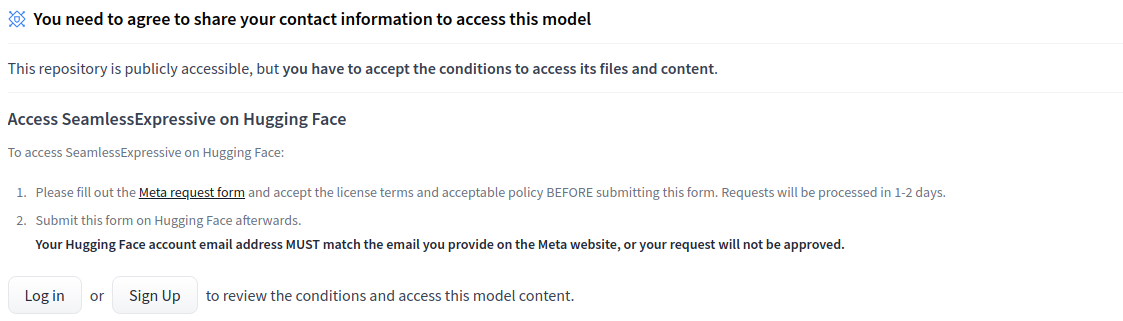 You need to agree to share your contact information to access this model
This repository is publicly accessible, but you have to accept the conditions to access its files and content.
Access SeamlessExpressive on Hugging Face
To access SeamlessExpressive on Hugging Face:
1. Please fill out the Meta request form and accept the license terms and acceptable policy BEFORE submitting this form. Requests will be processed in 1-2 days.
2. Submit this form on Hugging Face afterwards.
Your Hugging Face account email address MUST match the email you provide on the Meta website, or your request will not be approved.
Log in or Sign Up to review the conditions and access this model content.